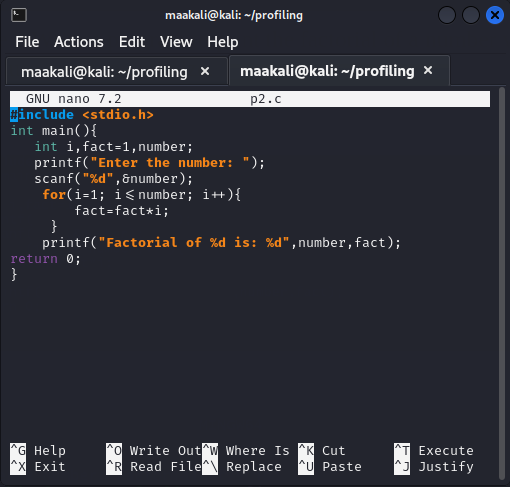 maakali@kali: ~/profiling
File Actions Edit View Help
maakali@kali: ~/profiling × maakali@kali: ~/profiling ×
GNU nano 7.2 p2.c
#include <stdio.h>
int main(){
int i,fact=1,number;
printf("Enter the number: ");
scanf("%d",&number);
for(i=1; i<=number; i++){
fact=fact*i;
}
printf("Factorial of %d is: %d",number,fact);
return 0;
}
^G Help ^O Write Out ^W Where Is ^K Cut ^T Execute
^X Exit ^R Read File ^\ Replace ^U Paste ^J Justify